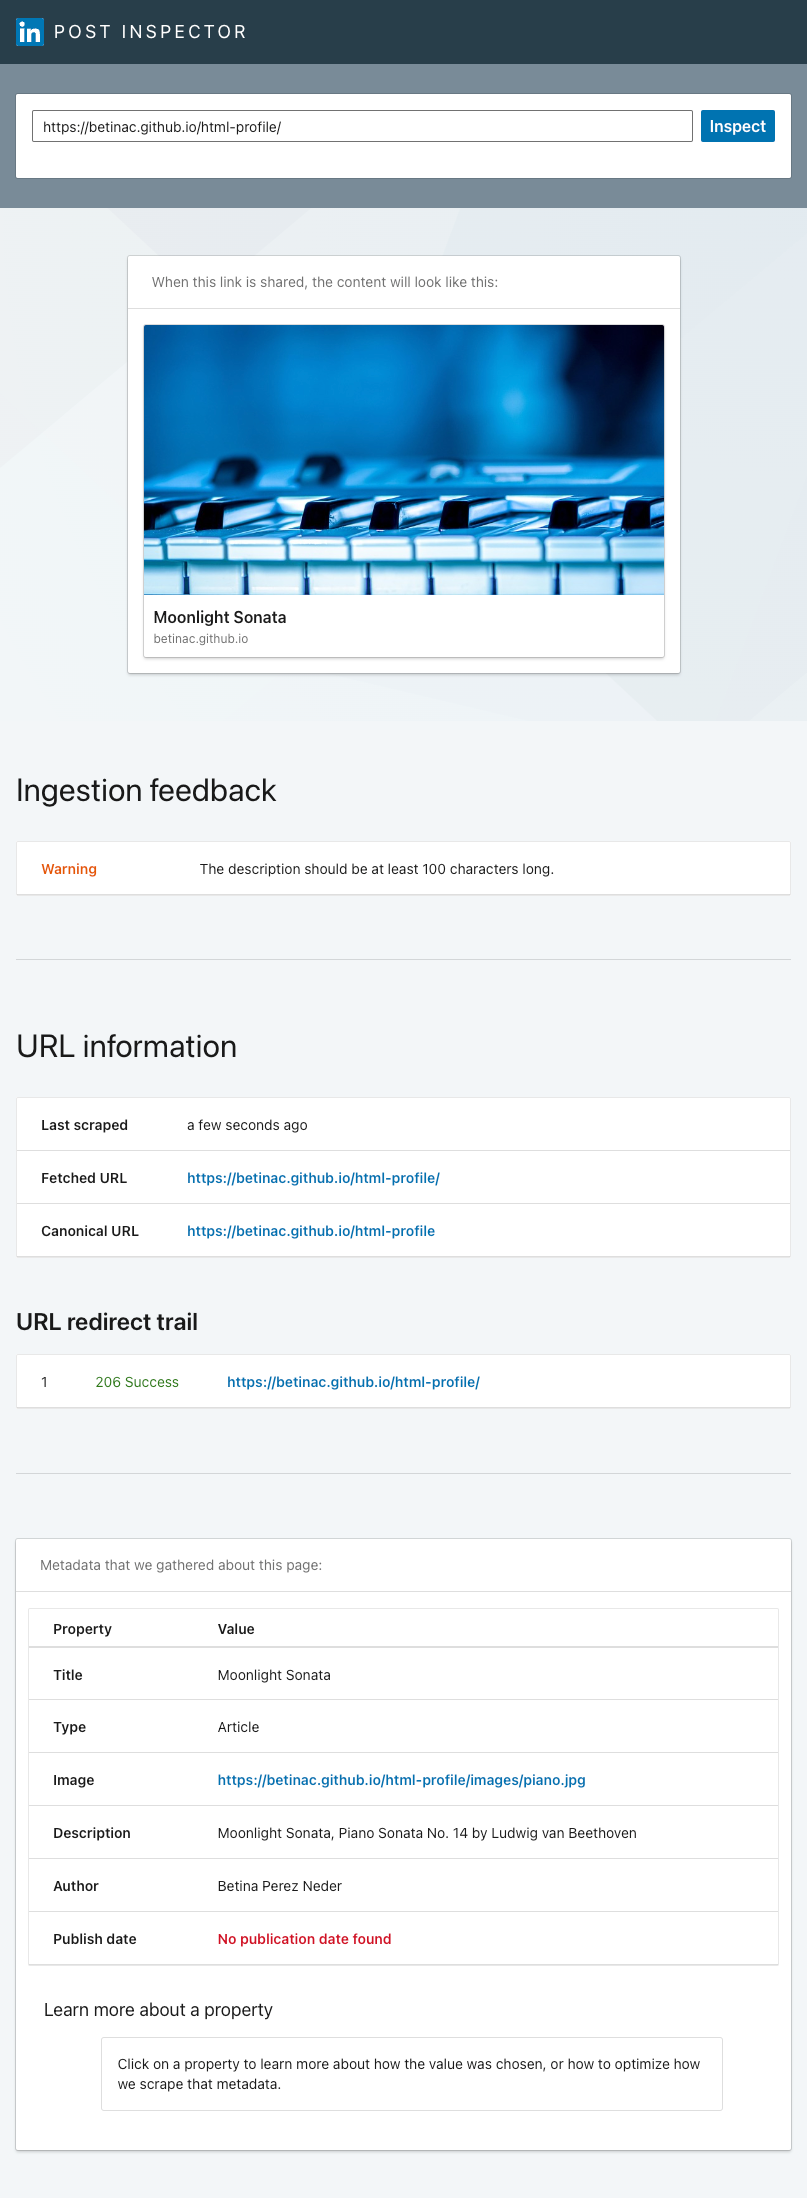 in POST INSPECTOR
https://betinac.github.io/html-profile/
Inspect
When this link is shared, the content will look like this:
Moonlight Sonata
betinac.github.io
Ingestion feedback
Warning The description should be at least 100 characters long.
URL information
Last scraped a few seconds ago
Fetched URL https://betinac.github.io/html-profile/
Canonical URL https://betinac.github.io/html-profile
URL redirect trail
1 206 Success https://betinac.github.io/html-profile/
Metadata that we gathered about this page:
Property Value
Title Moonlight Sonata
Type Article
Image https://betinac.github.io/html-profile/images/piano.jpg
Description Moonlight Sonata, Piano Sonata No. 14 by Ludwig van Beethoven
Author Betina Perez Neder
Publish date No publication date found
Learn more about a property
Click on a property to learn more about how the value was chosen, or how to optimize how
we scrape that metadata.